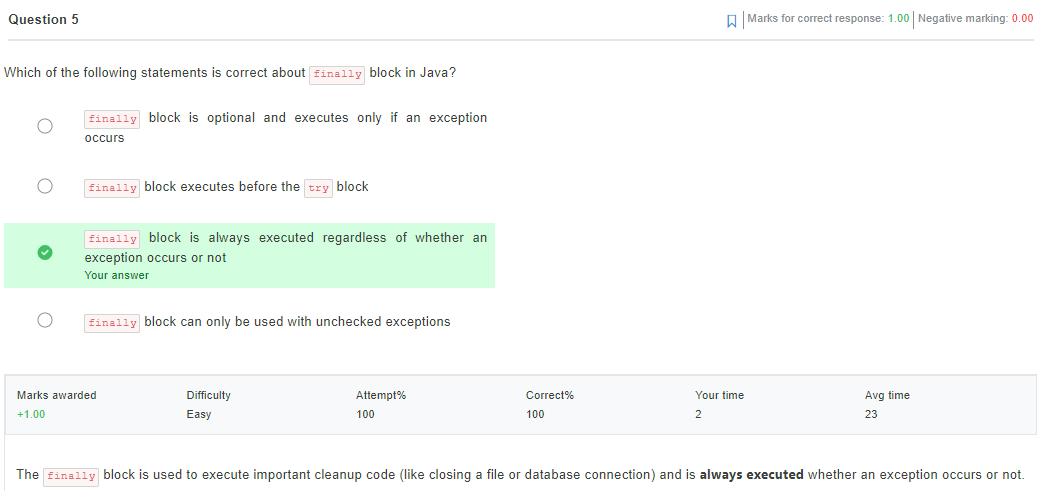 Question 5
Marks for correct response: 1.00 Negative marking: 0.00
Which of the following statements is correct about finally block in Java?
finally block is optional and executes only if an exception
occurs
finally block executes before the try block
finally block is always executed regardless of whether an
exception occurs or not
Your answer
finally block can only be used with unchecked exceptions
Marks awarded Difficulty Attempt% Correct% Your time Avg time
+1.00 Easy 100 100 2 23
The finally block is used to execute important cleanup code (like closing a file or database connection) and is always executed whether an exception occurs or not.